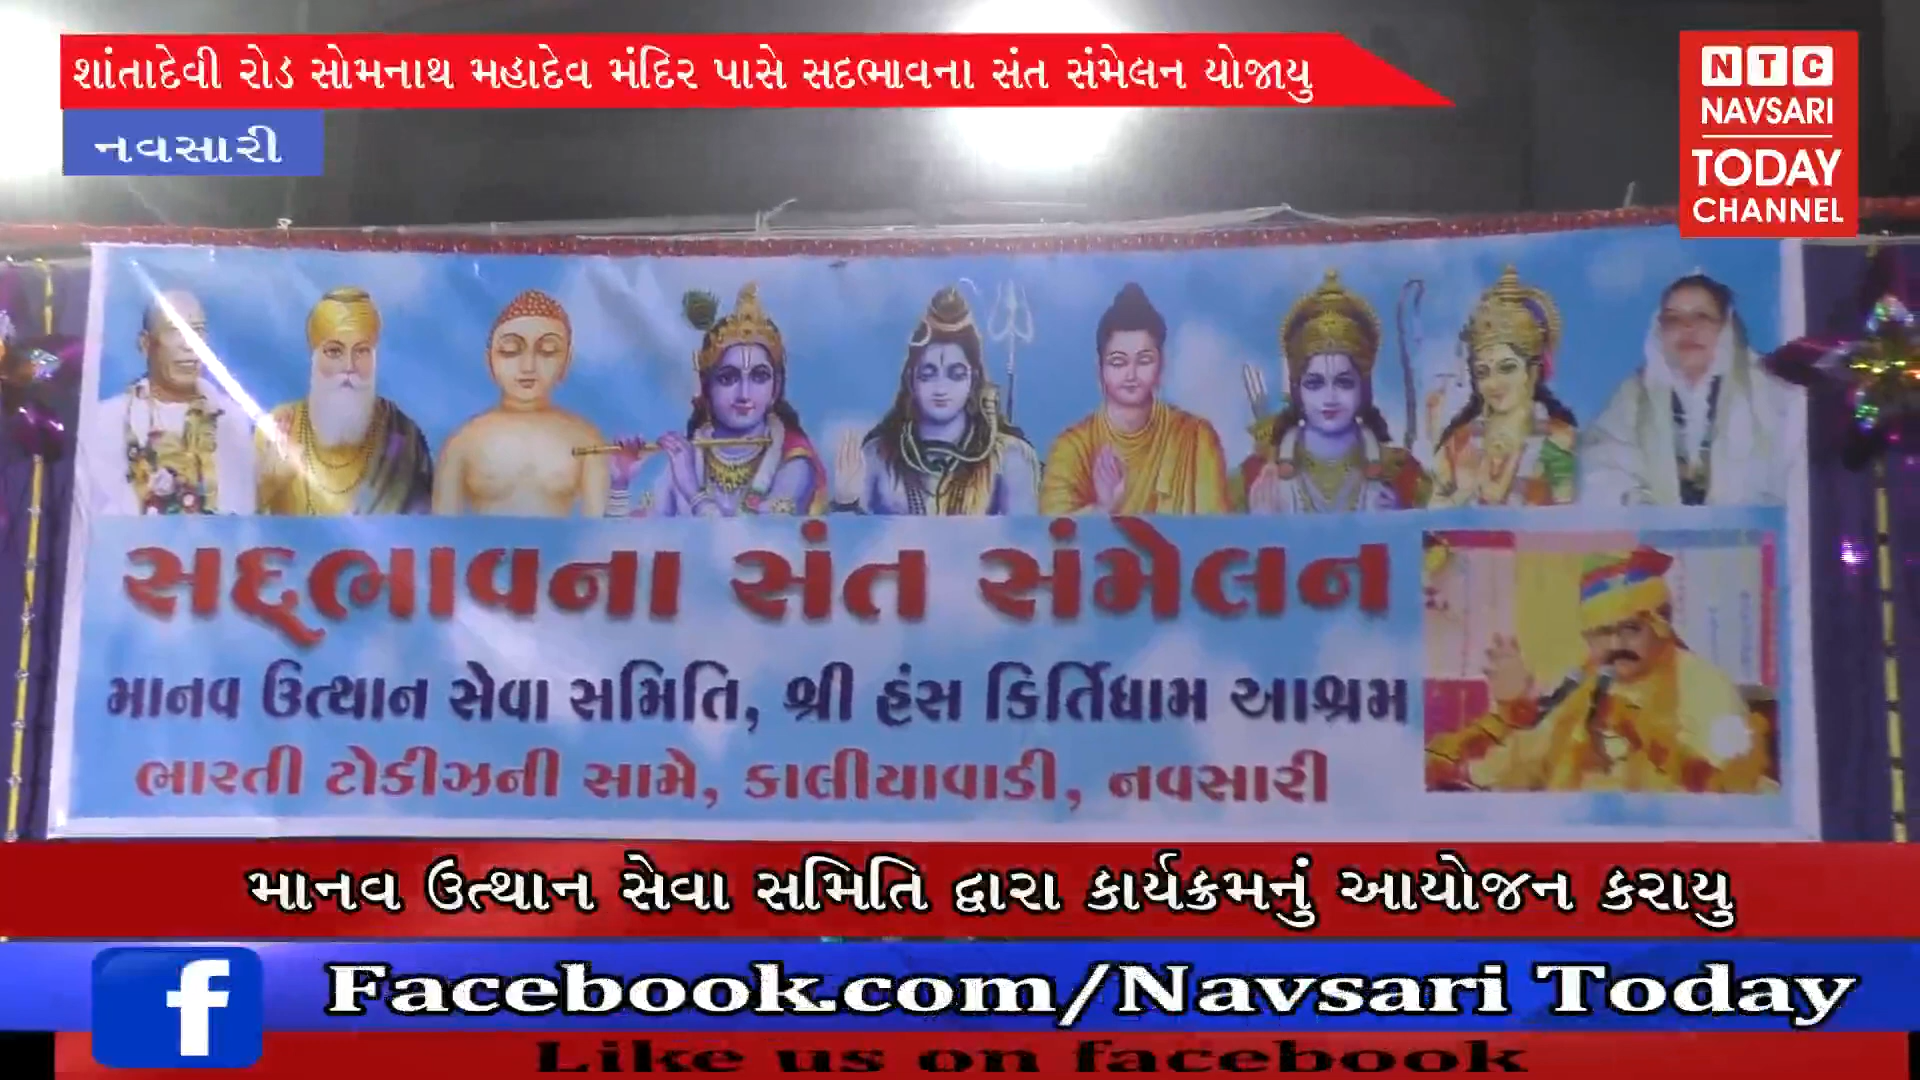 શાંતાદેવી રોડ સોમનાથ મહાદેવ મંદિર પાસે સદભાવના સંત સંમેલન યોજાયુ
નવસારી
NTC
NAVSARI
TODAY
CHANNEL
સદ્ભાવના સંત સંમેલન
માનવ ઉત્થાન સેવા સમિતિ, શ્રી હંસ કિર્તિધામ આશ્રમ
ભારતી ટોકીઝની સામે, કાલીયાવાડી, નવસારી
માનવ ઉત્થાન સેવા સમિતિ દ્વારા કાર્યક્રમનું આયોજન કરાયુ
f Facebook.com/Navsari Today
Like us on facebook